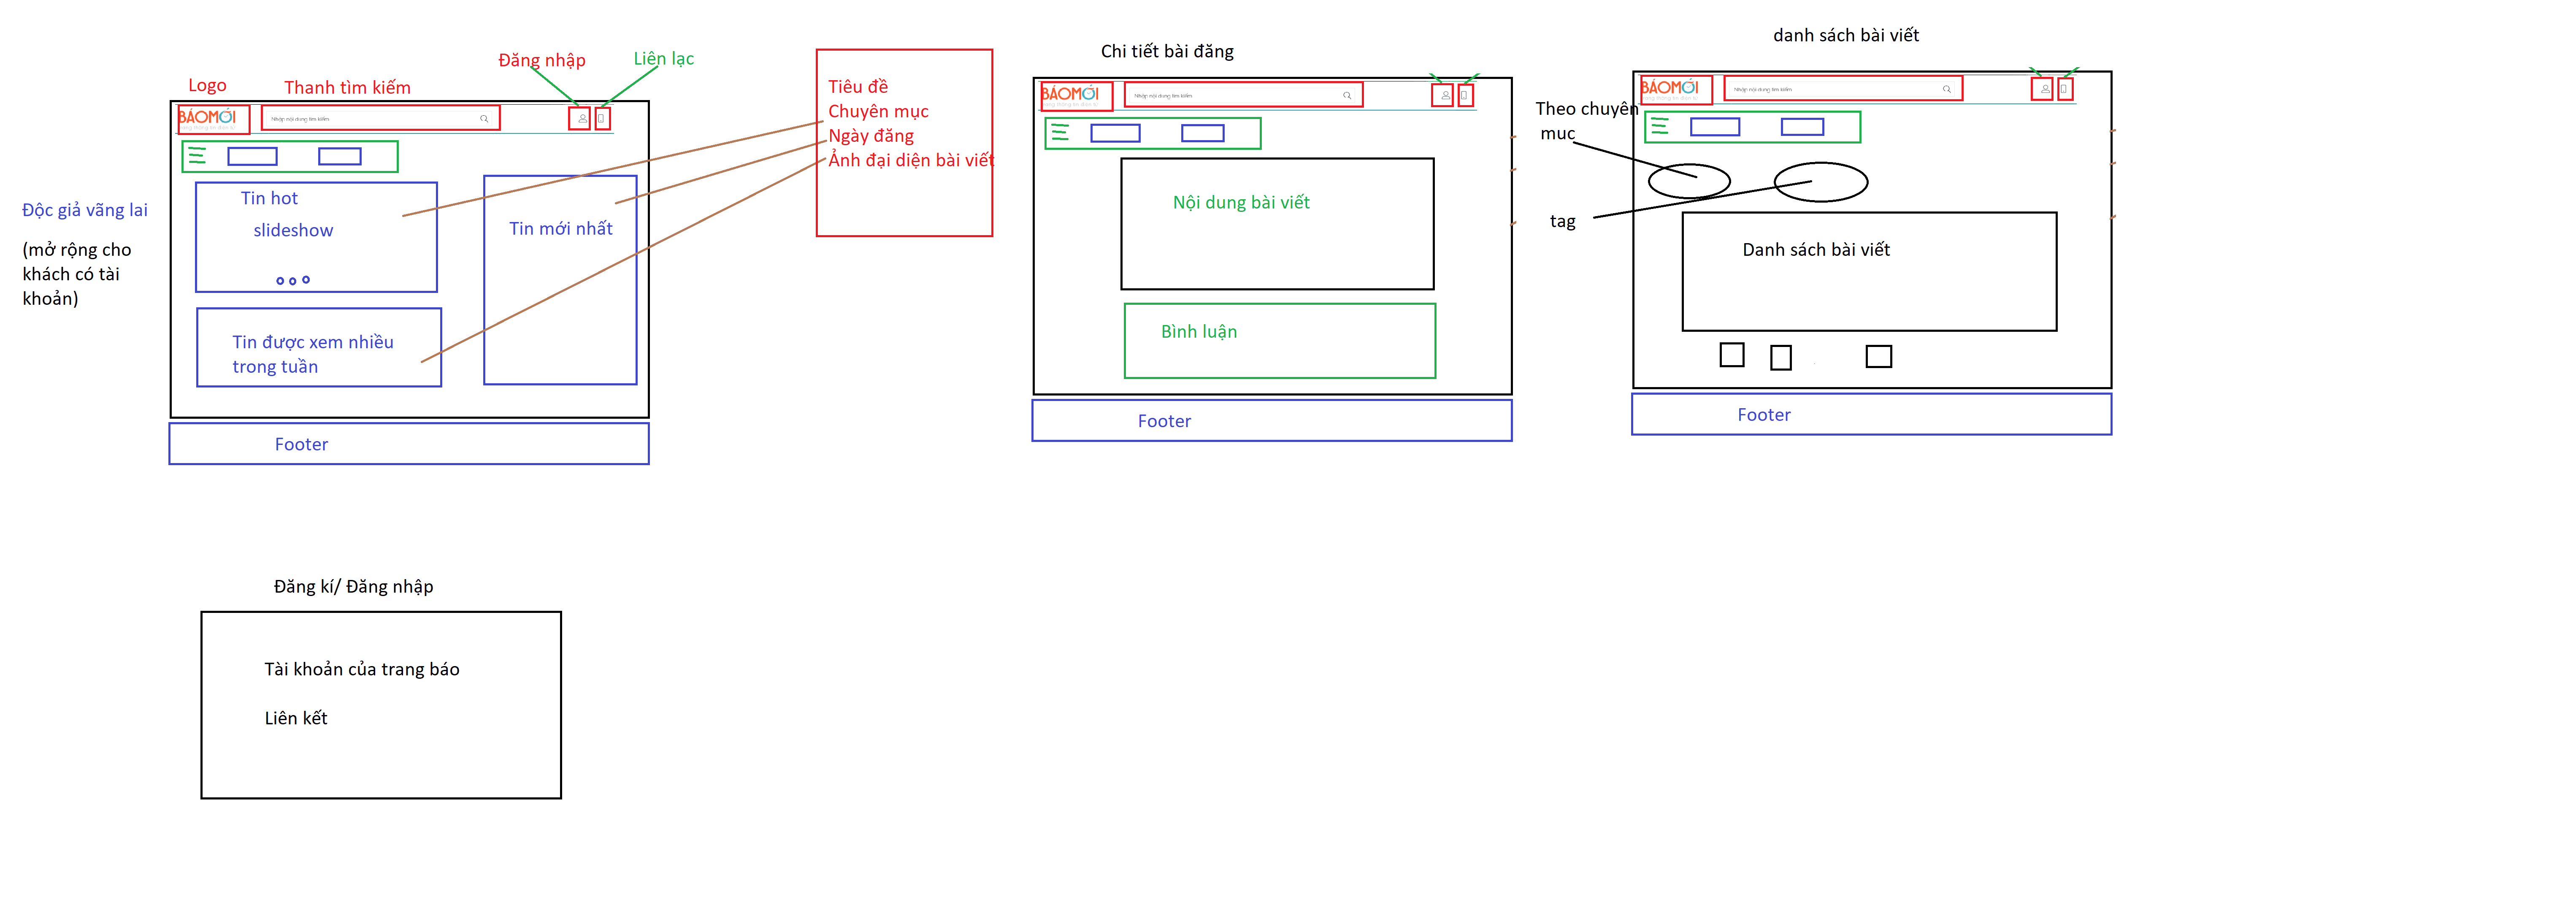 Logo
Thanh tìm kiếm
Đăng nhập
Liên lạc
BÁOMỚI
Nhập nội dung tìm kiếm
Độc giả vãng lai
(mở rộng cho
khách có tài
khoản)
Tin hot
slideshow
Tin mới nhất
Tin được xem nhiều
trong tuần
Footer
Tiêu đề
Chuyên mục
Ngày đăng
Ảnh đại diện bài viết
Chi tiết bài đăng
BÁOMỚI
Nhập nội dung tìm kiếm
Nội dung bài viết
Bình luận
Footer
danh sách bài viết
BÁOMỚI
Nhập nội dung tìm kiếm
Theo chuyên
mục
tag
Danh sách bài viết
Footer
Đăng kí/ Đăng nhập
Tài khoản của trang báo
Liên kết